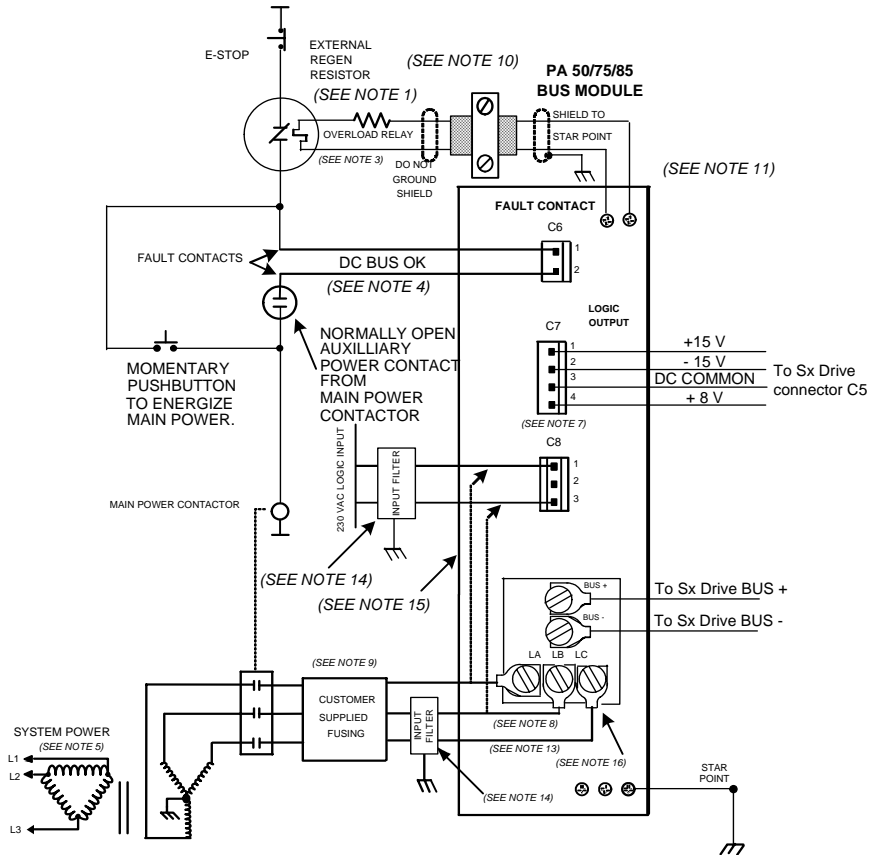 E-STOP
EXTERNAL
REGEN
RESISTOR
(SEE NOTE 1)
(SEE NOTE 10)
PA 50/75/85
BUS MODULE
OVERLOAD RELAY
(SEE NOTE 3)
DO NOT
GROUND
SHIELD
SHIELD TO
STAR POINT
(SEE NOTE 11)
FAULT CONTACT
C6
1
2
FAULT CONTACTS
DC BUS OK
(SEE NOTE 4)
LOGIC
OUTPUT
C7
1
2
3
4
+15 V
- 15 V
DC COMMON
+ 8 V
To Sx Drive
connector C5
(SEE NOTE 7)
MOMENTARY
PUSHBUTTON
TO ENERGIZE
MAIN POWER.
NORMALLY OPEN
AUXILLIARY
POWER CONTACT
FROM
MAIN POWER
CONTACTOR
C8
1
2
3
230 VAC LOGIC INPUT
INPUT FILTER
MAIN POWER CONTACTOR
(SEE NOTE 14)
(SEE NOTE 15)
BUS +
To Sx Drive BUS +
BUS -
To Sx Drive BUS -
LA LB LC
(SEE NOTE 9)
CUSTOMER
SUPPLIED
FUSING
INPUT
FILTER
(SEE NOTE 8)
(SEE NOTE 13)
(SEE NOTE 16)
(SEE NOTE 14)
SYSTEM POWER
(SEE NOTE 5)
L1
L2
L3
STAR
POINT